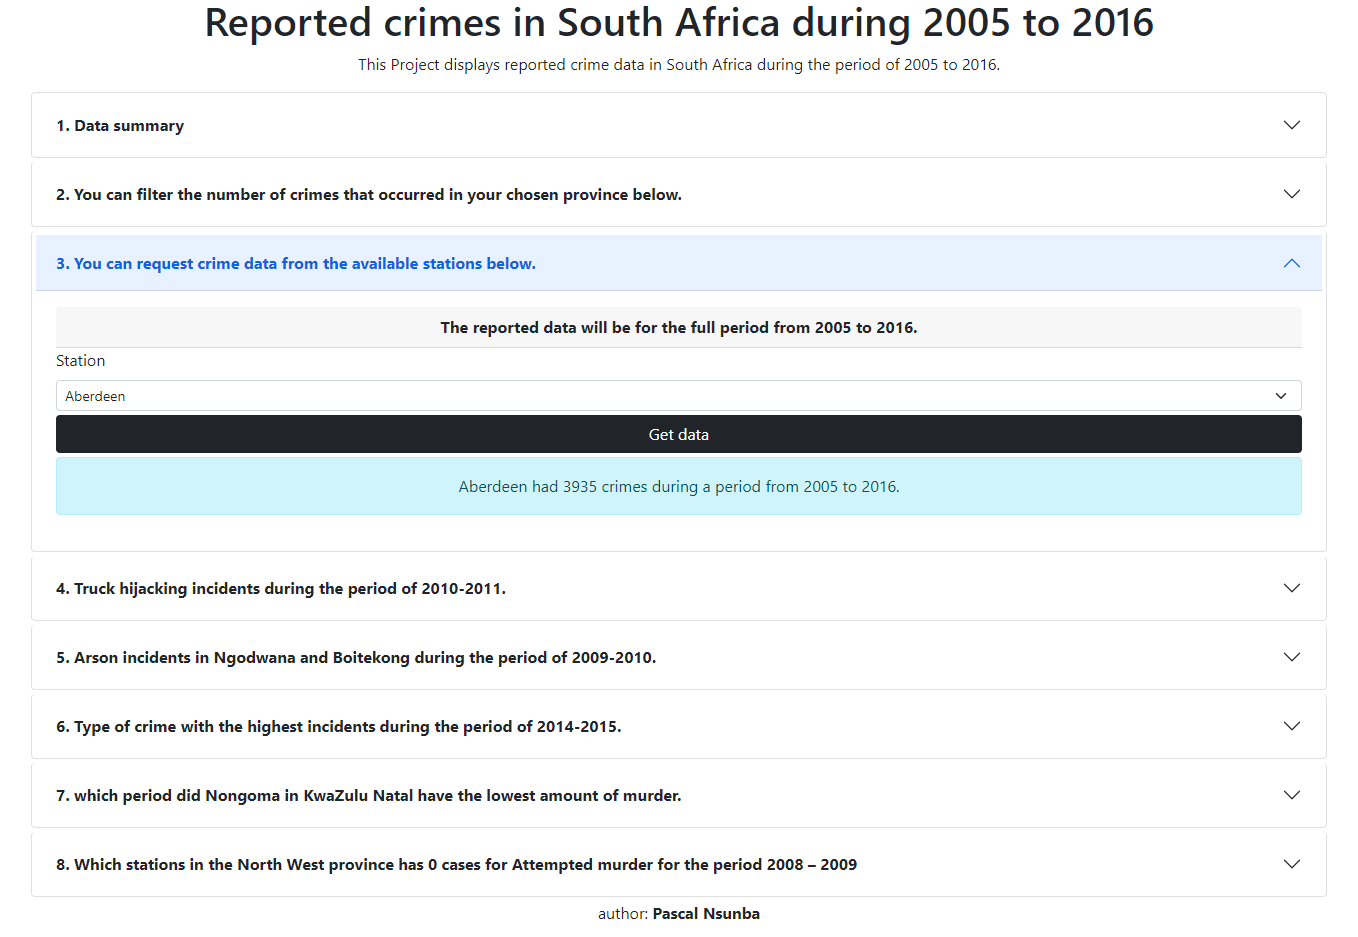 Reported crimes in South Africa during 2005 to 2016
This Project displays reported crime data in South Africa during the period of 2005 to 2016.
1. Data summary
2. You can filter the number of crimes that occurred in your chosen province below.
3. You can request crime data from the available stations below.
The reported data will be for the full period from 2005 to 2016.
Station
Aberdeen
Get data
Aberdeen had 3935 crimes during a period from 2005 to 2016.
4. Truck hijacking incidents during the period of 2010-2011.
5. Arson incidents in Ngodwana and Boitekong during the period of 2009-2010.
6. Type of crime with the highest incidents during the period of 2014-2015.
7. which period did Nongoma in KwaZulu Natal have the lowest amount of murder.
8. Which stations in the North West province has 0 cases for Attempted murder for the period 2008 – 2009
author: Pascal Nsunba